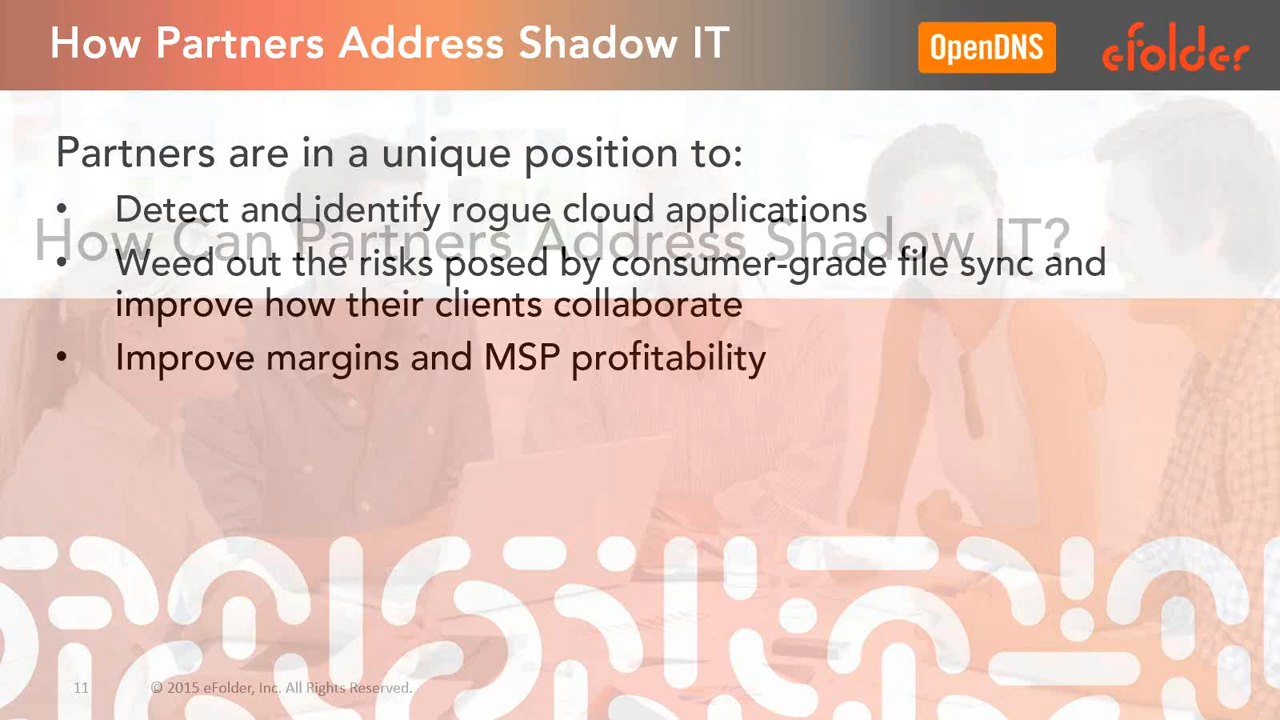 How Partners Address Shadow IT
OpenDNS
efolder
Partners are in a unique position to:
• Detect and identify rogue cloud applications
How Can Partners Address Shadow IT?
• Weed out the risks posed by consumer-grade file sync and
improve how their clients collaborate
• Improve margins and MSP profitability
11
© 2015 eFolder, Inc. All Rights Reserved.